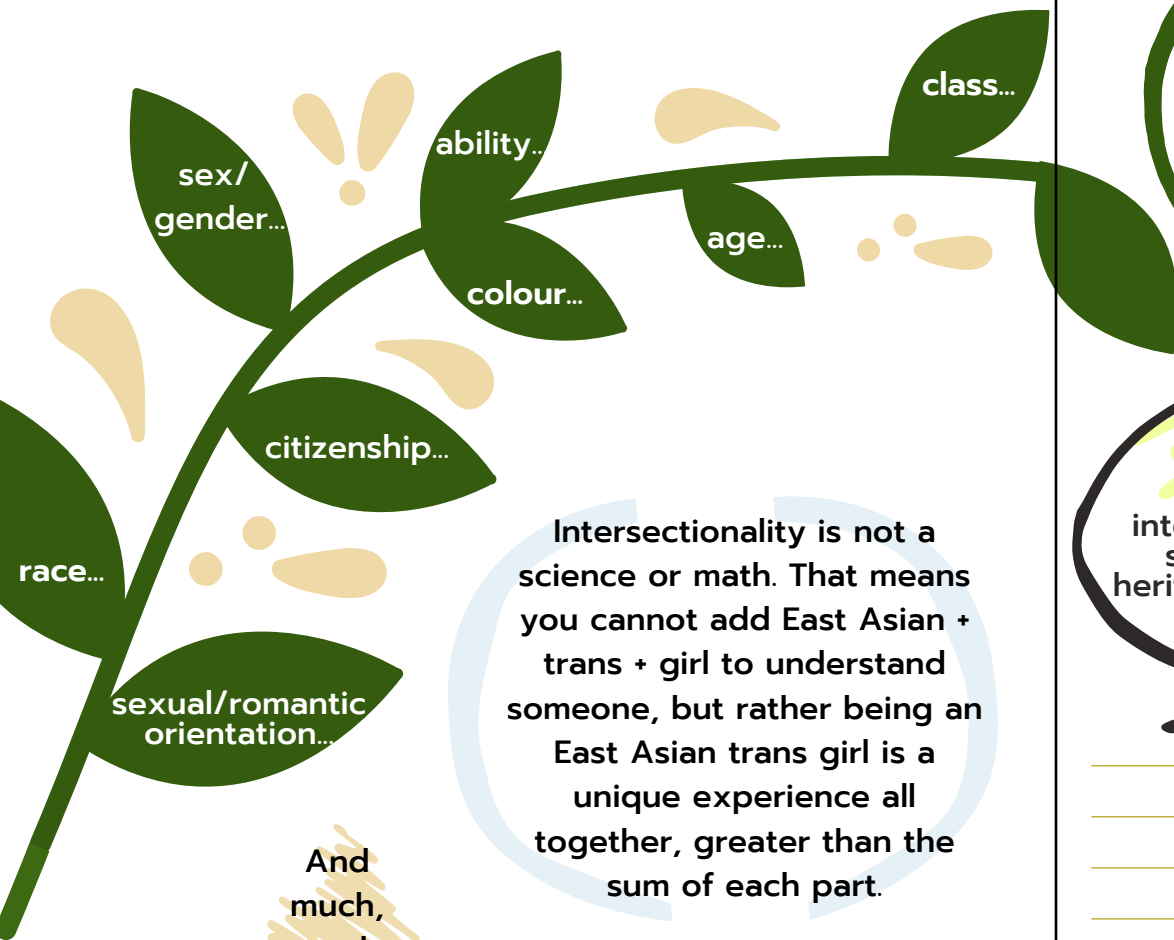 class...
ability...
sex/
gender...
age...
colour...
citizenship...
race...
sexual/romantic
orientation...
Intersectionality is not a
science or math. That means
you cannot add East Asian +
trans + girl to understand
someone, but rather being an
East Asian trans girl is a
unique experience all
together, greater than the
sum of each part.
And
much,